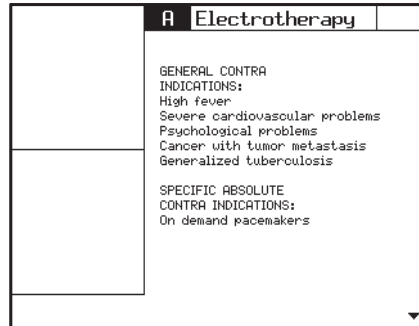 A Electrotherapy
GENERAL CONTRA
INDICATIONS:
High fever
Severe cardiovascular problems
Psychological problems
Cancer with tumor metastasis
Generalized tuberculosis
SPECIFIC ABSOLUTE
CONTRA INDICATIONS:
On demand pacemakers